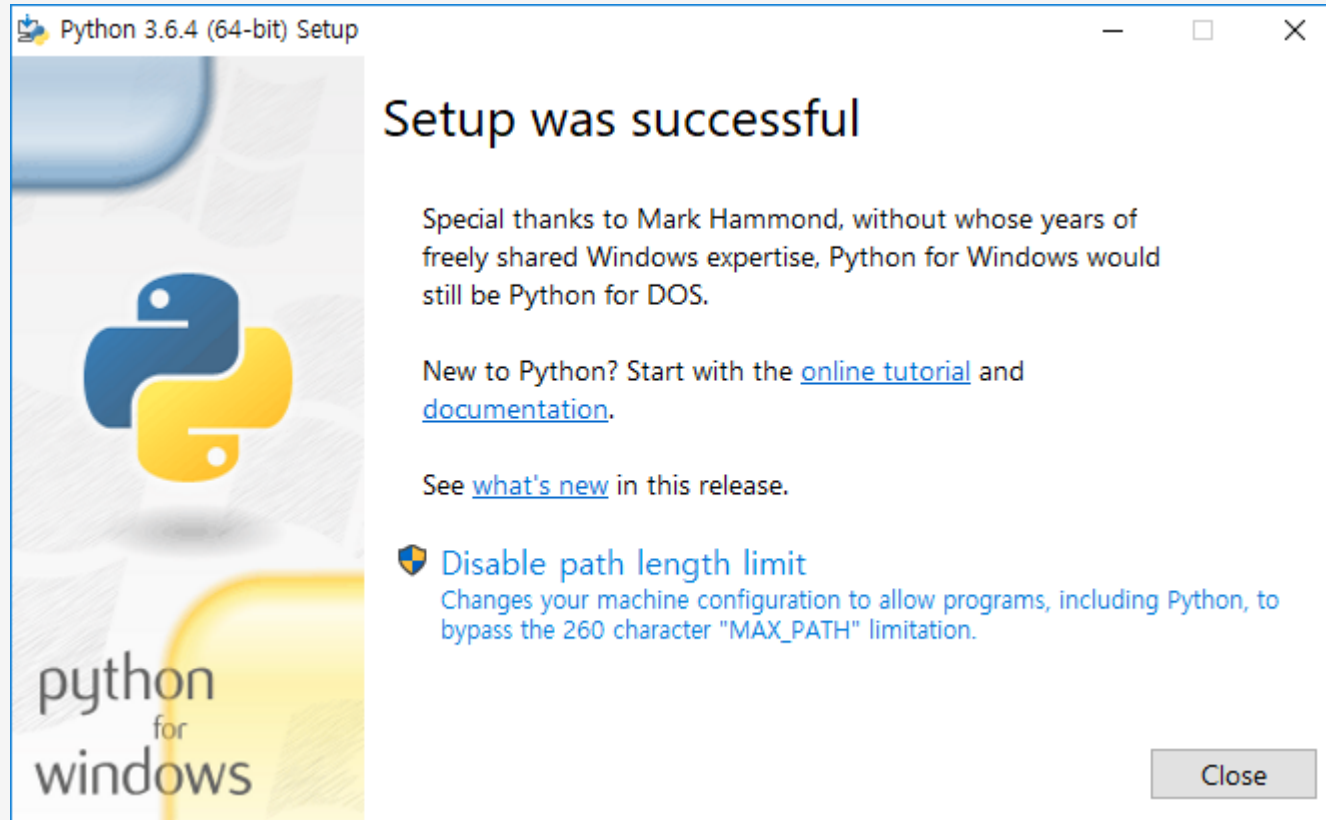 Python 3.6.4 (64-bit) Setup
Setup was successful
Special thanks to Mark Hammond, without whose years of
freely shared Windows expertise, Python for Windows would
still be Python for DOS.
New to Python? Start with the online tutorial and
documentation.
See what's new in this release.
Disable path length limit
Changes your machine configuration to allow programs, including Python, to
bypass the 260 character "MAX_PATH" limitation.
python
for
windows
Close